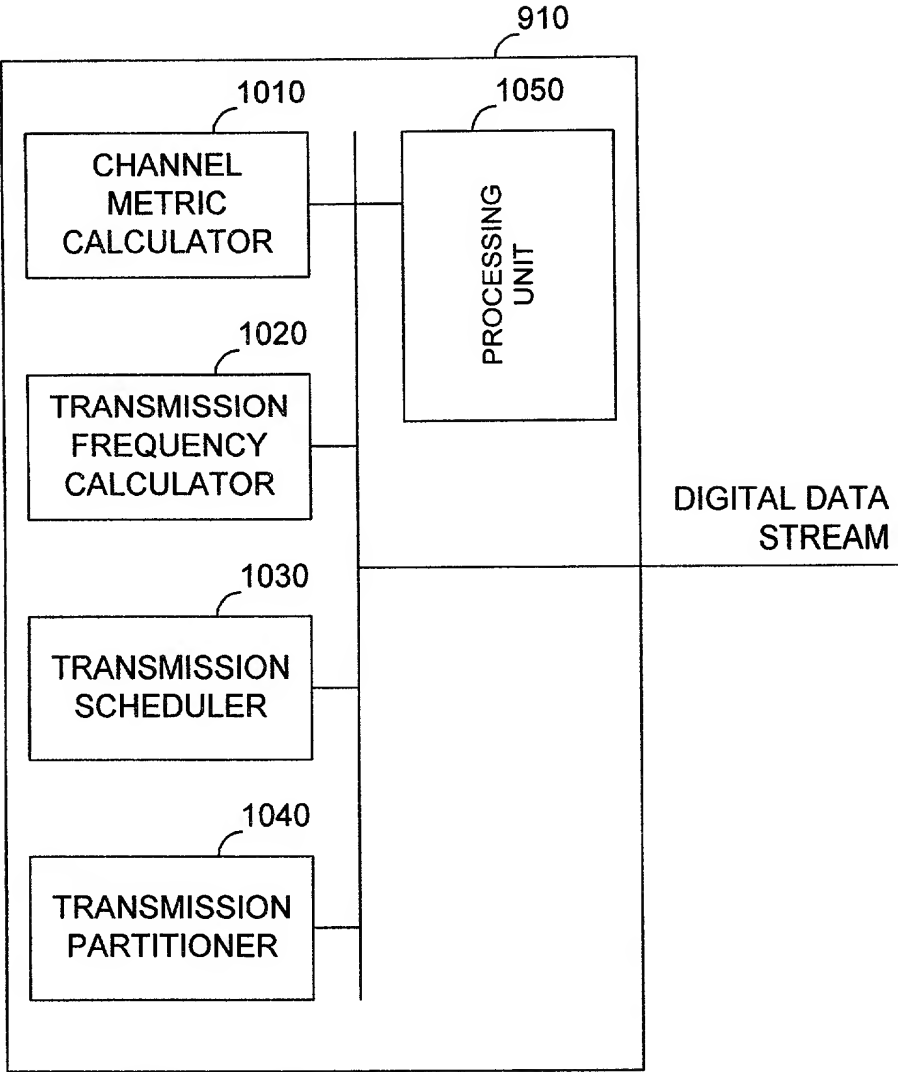 910
1010
CHANNEL
METRIC
CALCULATOR
1050
PROCESSING
UNIT
1020
TRANSMISSION
FREQUENCY
CALCULATOR
DIGITAL DATA
STREAM
1030
TRANSMISSION
SCHEDULER
1040
TRANSMISSION
PARTITIONER